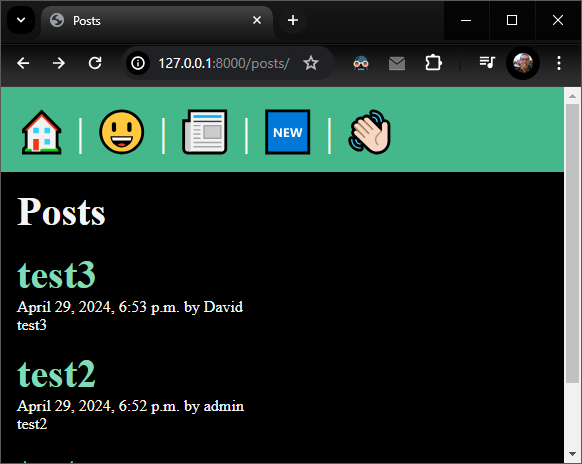 Posts
127.0.0.1:8000/posts/
| | NEW |
Posts
test3
April 29, 2024, 6:53 p.m. by David
test3
test2
April 29, 2024, 6:52 p.m. by admin
test2